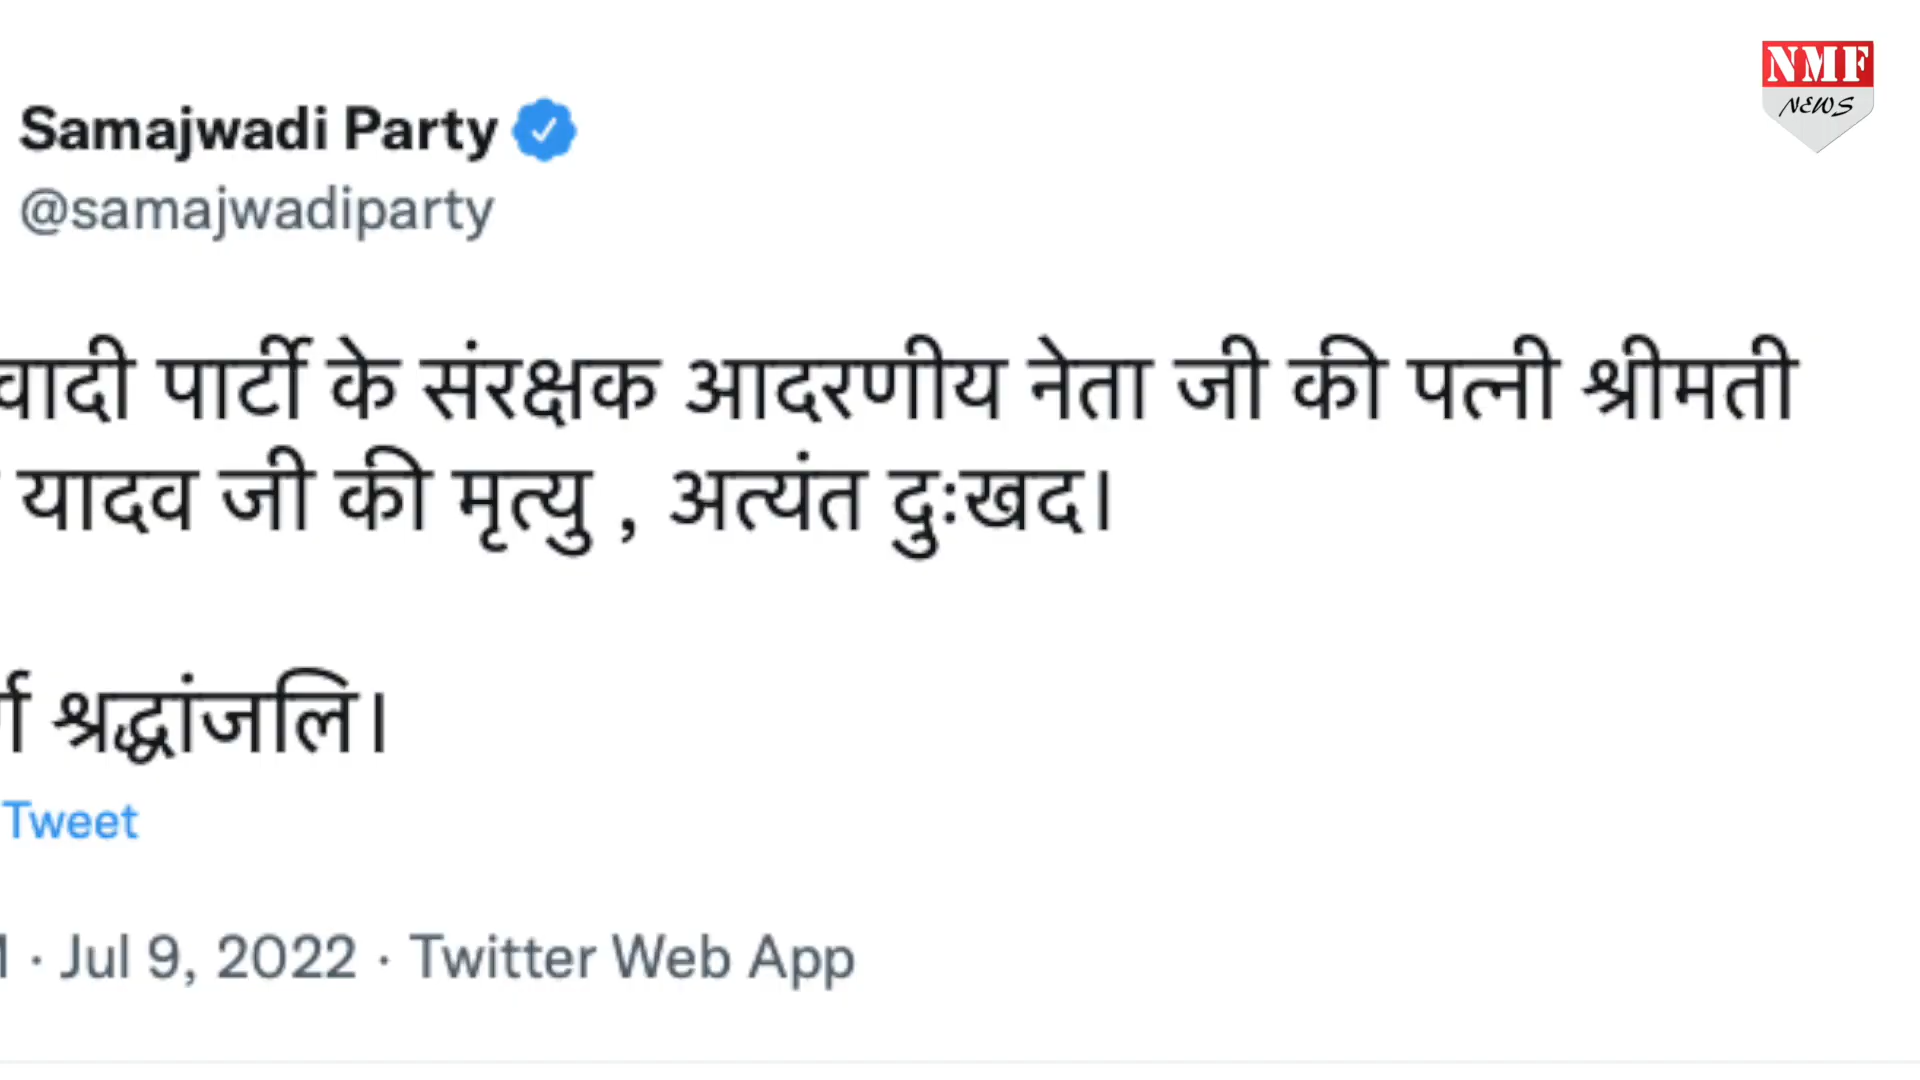 Samajwadi Party
@samajwadiparty
वादी पार्टी के संरक्षक आदरणीय नेता जी की पत्नी श्रीमती
यादव जी की मृत्यु , अत्यंत दुःखद।
श्रद्धांजलि।
Tweet
· Jul 9, 2022 · Twitter Web App
NMF
NEWS